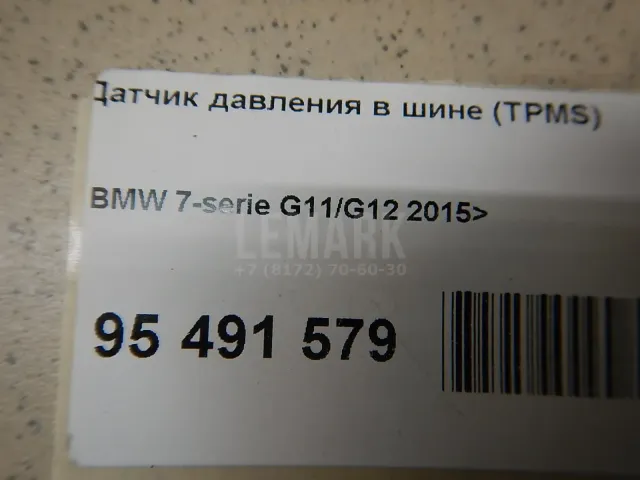 Датчик давления в шине (TPMS)
BMW 7-serie G11/G12 2015>
LEMARK
+7 (8172) 70-60-30
95 491 579